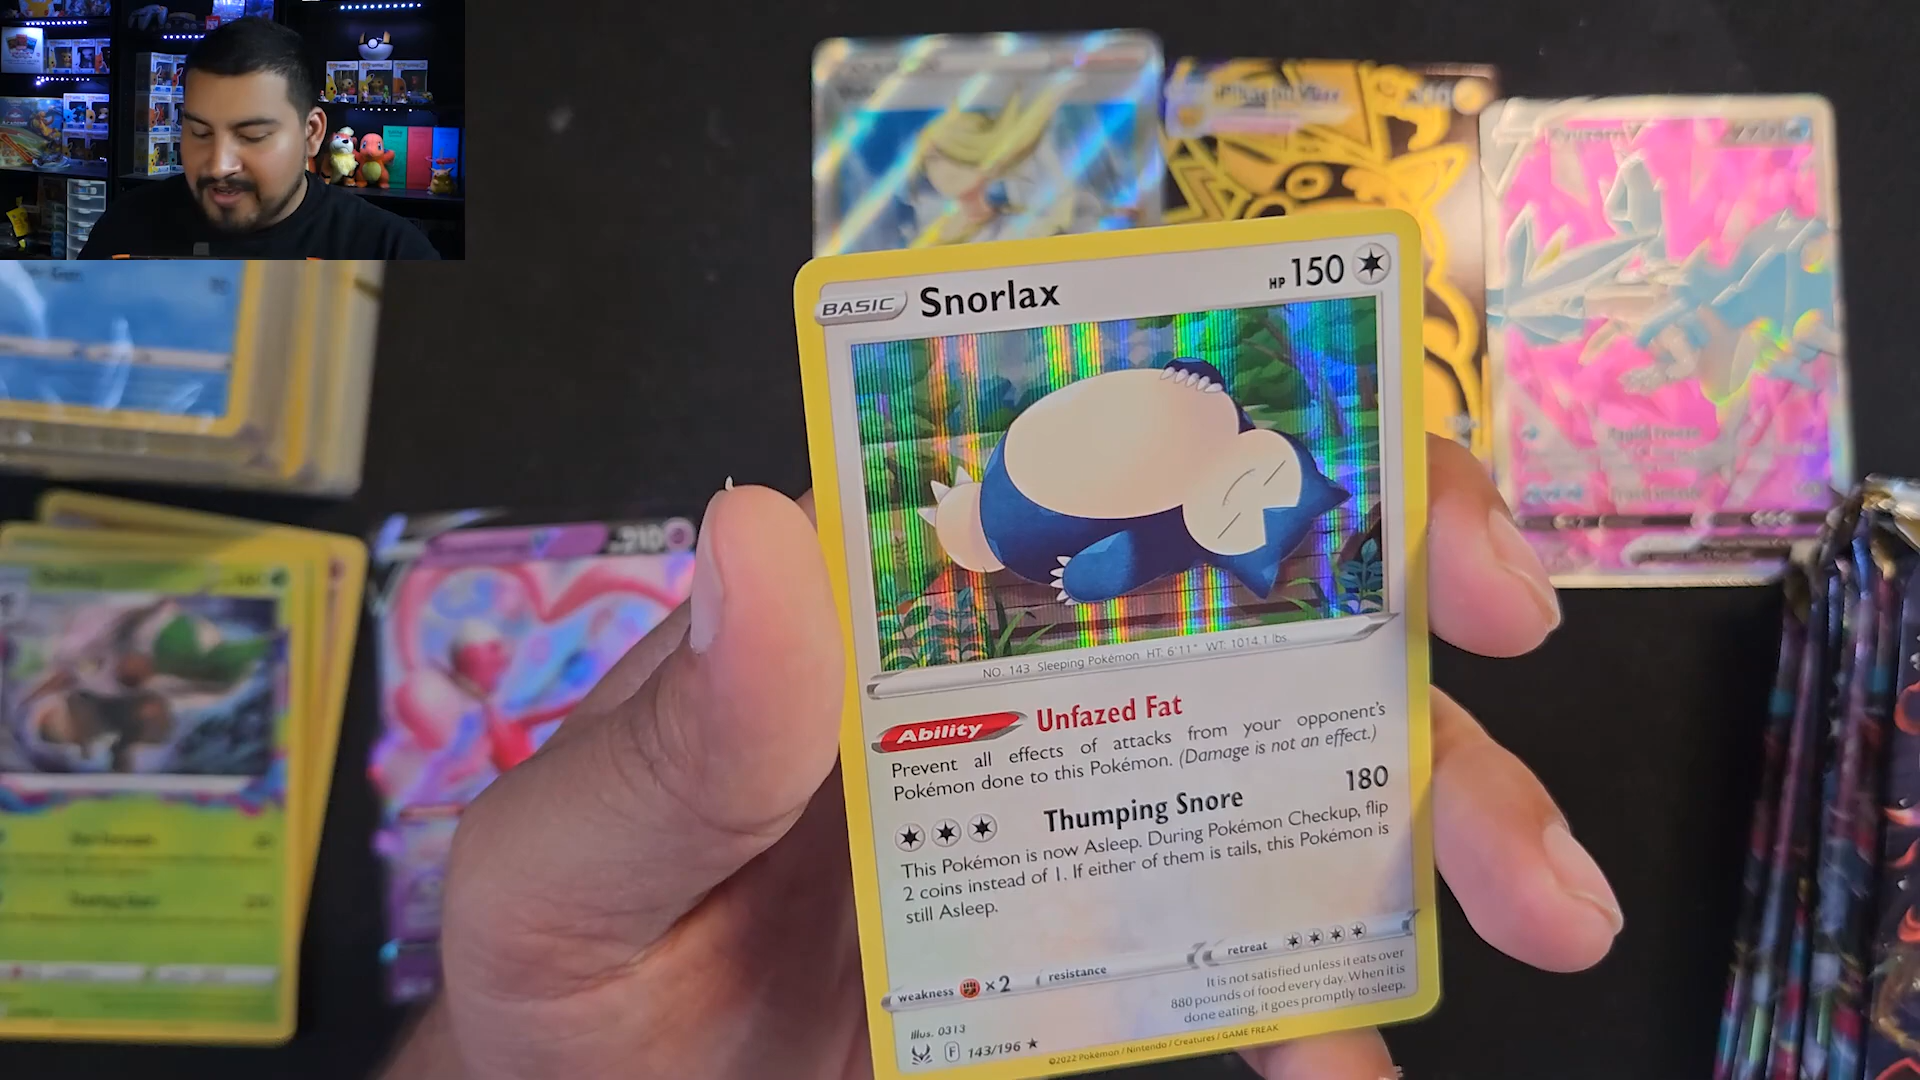 Pikachu VMAX
Kyurem V 220
210
BASIC Snorlax HP 150
NO. 143 Sleeping Pokémon HT: 6'11" WT: 1014.1 lbs.
Ability Unfazed Fat
Prevent all effects of attacks from your opponent's
Pokémon done to this Pokémon. (Damage is not an effect.)
Thumping Snore 180
This Pokémon is now Asleep. During Pokémon Checkup, flip
2 coins instead of 1. If either of them is tails, this Pokémon is
still Asleep.
weakness ×2 resistance retreat
It is not satisfied unless it eats over
880 pounds of food every day. When it is
done eating, it goes promptly to sleep.
Illus. 0313
F 143/196 ★
©2022 Pokémon / Nintendo / Creatures / GAME FREAK